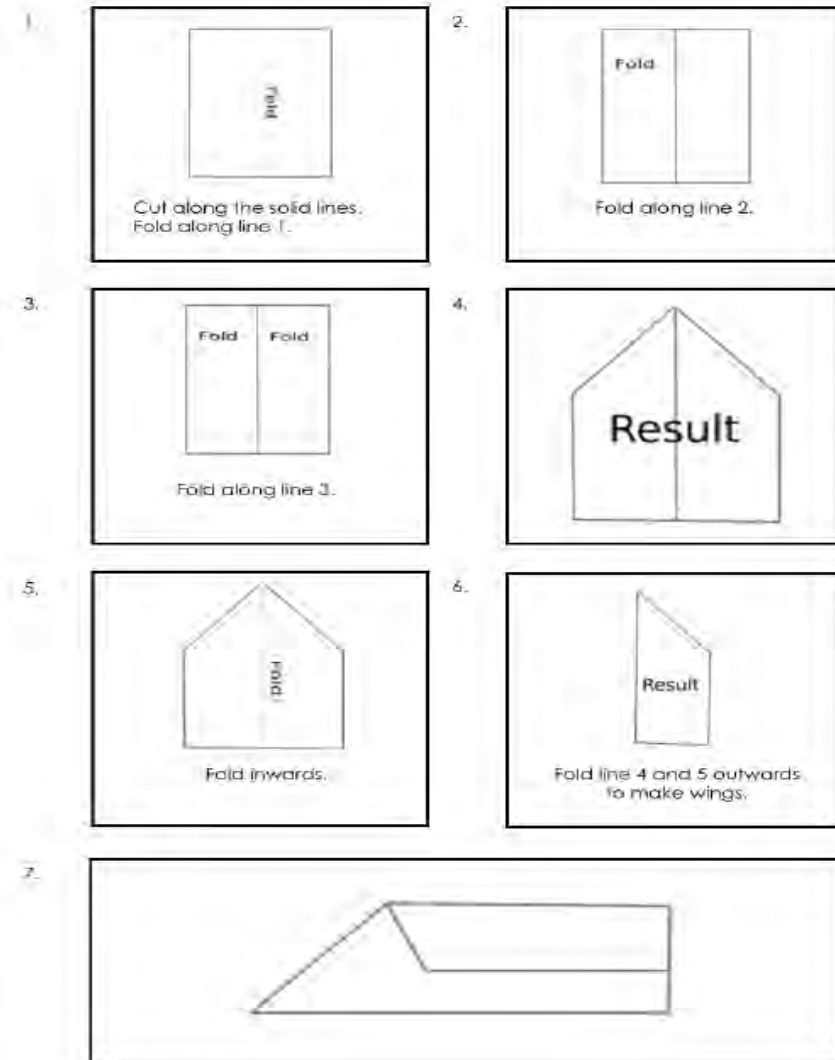 1.
Fold
Cut along the solid lines.
Fold along line 1.
2.
Fold
Fold along line 2.
3.
Fold Fold
Fold along line 3.
4.
Result
5.
Fold
Fold inwards.
6.
Result
Fold line 4 and 5 outwards
to make wings.
7.